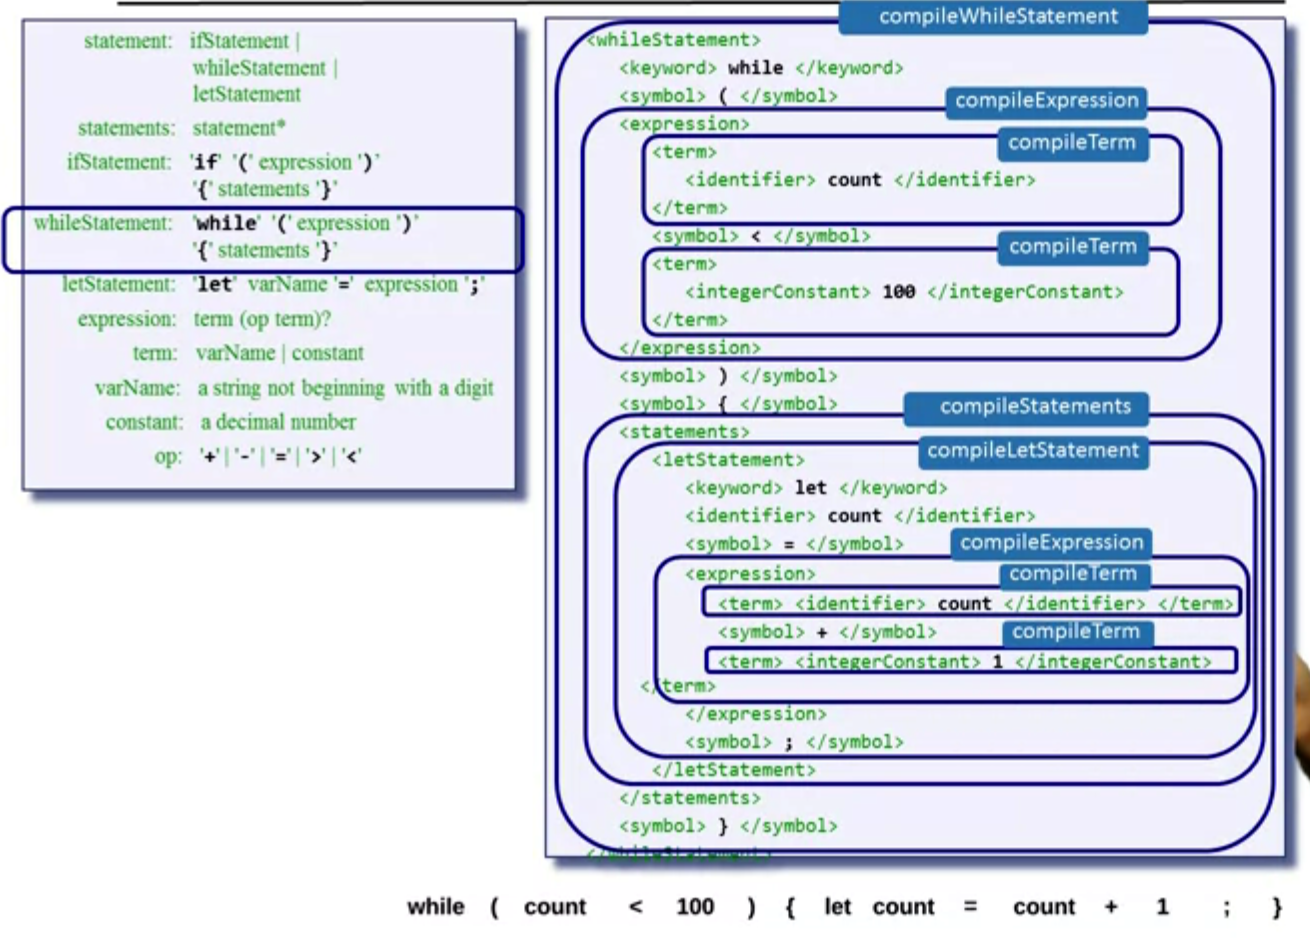 statement: ifStatement |
whileStatement |
letStatement
statements: statement*
ifStatement: 'if' '(' expression ')'
'{' statements '}'
whileStatement: 'while' '(' expression ')'
'{' statements '}'
letStatement: 'let' varName '=' expression ';'
expression: term (op term)?
term: varName | constant
varName: a string not beginning with a digit
constant: a decimal number
op: '+' | '-' | '=' | '>' | '<'
compileWhileStatement
<whileStatement>
<keyword> while </keyword>
<symbol> ( </symbol>
compileExpression
<expression>
compileTerm
<term>
<identifier> count </identifier>
</term>
<symbol> < </symbol>
compileTerm
<term>
<integerConstant> 100 </integerConstant>
</term>
</expression>
<symbol> ) </symbol>
<symbol> { </symbol>
compileStatements
<statements>
compileLetStatement
<letStatement>
<keyword> let </keyword>
<identifier> count </identifier>
<symbol> = </symbol>
compileExpression
<expression>
compileTerm
<term> <identifier> count </identifier> </term>
<symbol> + </symbol>
compileTerm
<term> <integerConstant> 1 </integerConstant>
</term>
</expression>
<symbol> ; </symbol>
</letStatement>
</statements>
<symbol> } </symbol>
</whileStatement>
while ( count < 100 ) { let count = count + 1 ; }